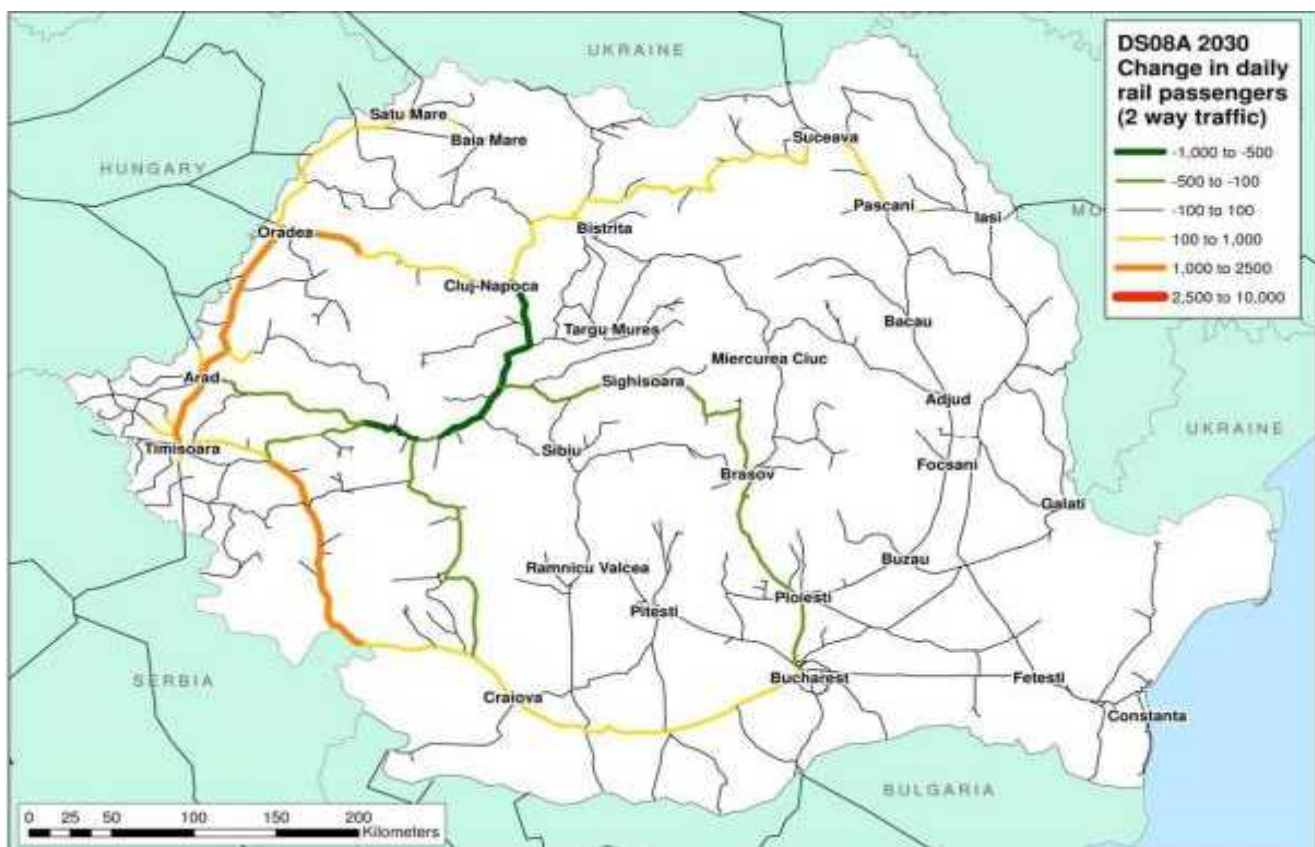 DS08A 2030
Change in daily
rail passengers
(2 way traffic)
-1,000 to -500
-500 to -100
-100 to 100
100 to 1,000
1,000 to 2500
2,500 to 10,000
UKRAINE
Satu Mare
Baia Mare
Suceava
HUNGARY
Pascani
Iasi
MO
Oradea
Bistrita
Cluj-Napoca
Targu Mures
Bacau
Miercurea Ciuc
Arad
Sighisoara
Adjud
UKRAINE
Timisoara
Sibiu
Brasov
Focsani
Galati
Ramnicu Valcea
Buzau
Pitesti
Ploiesti
SERBIA
Craiova
Bucharest
Fetesti
Constanta
BULGARIA
0 25 50 100 150 200
Kilometers